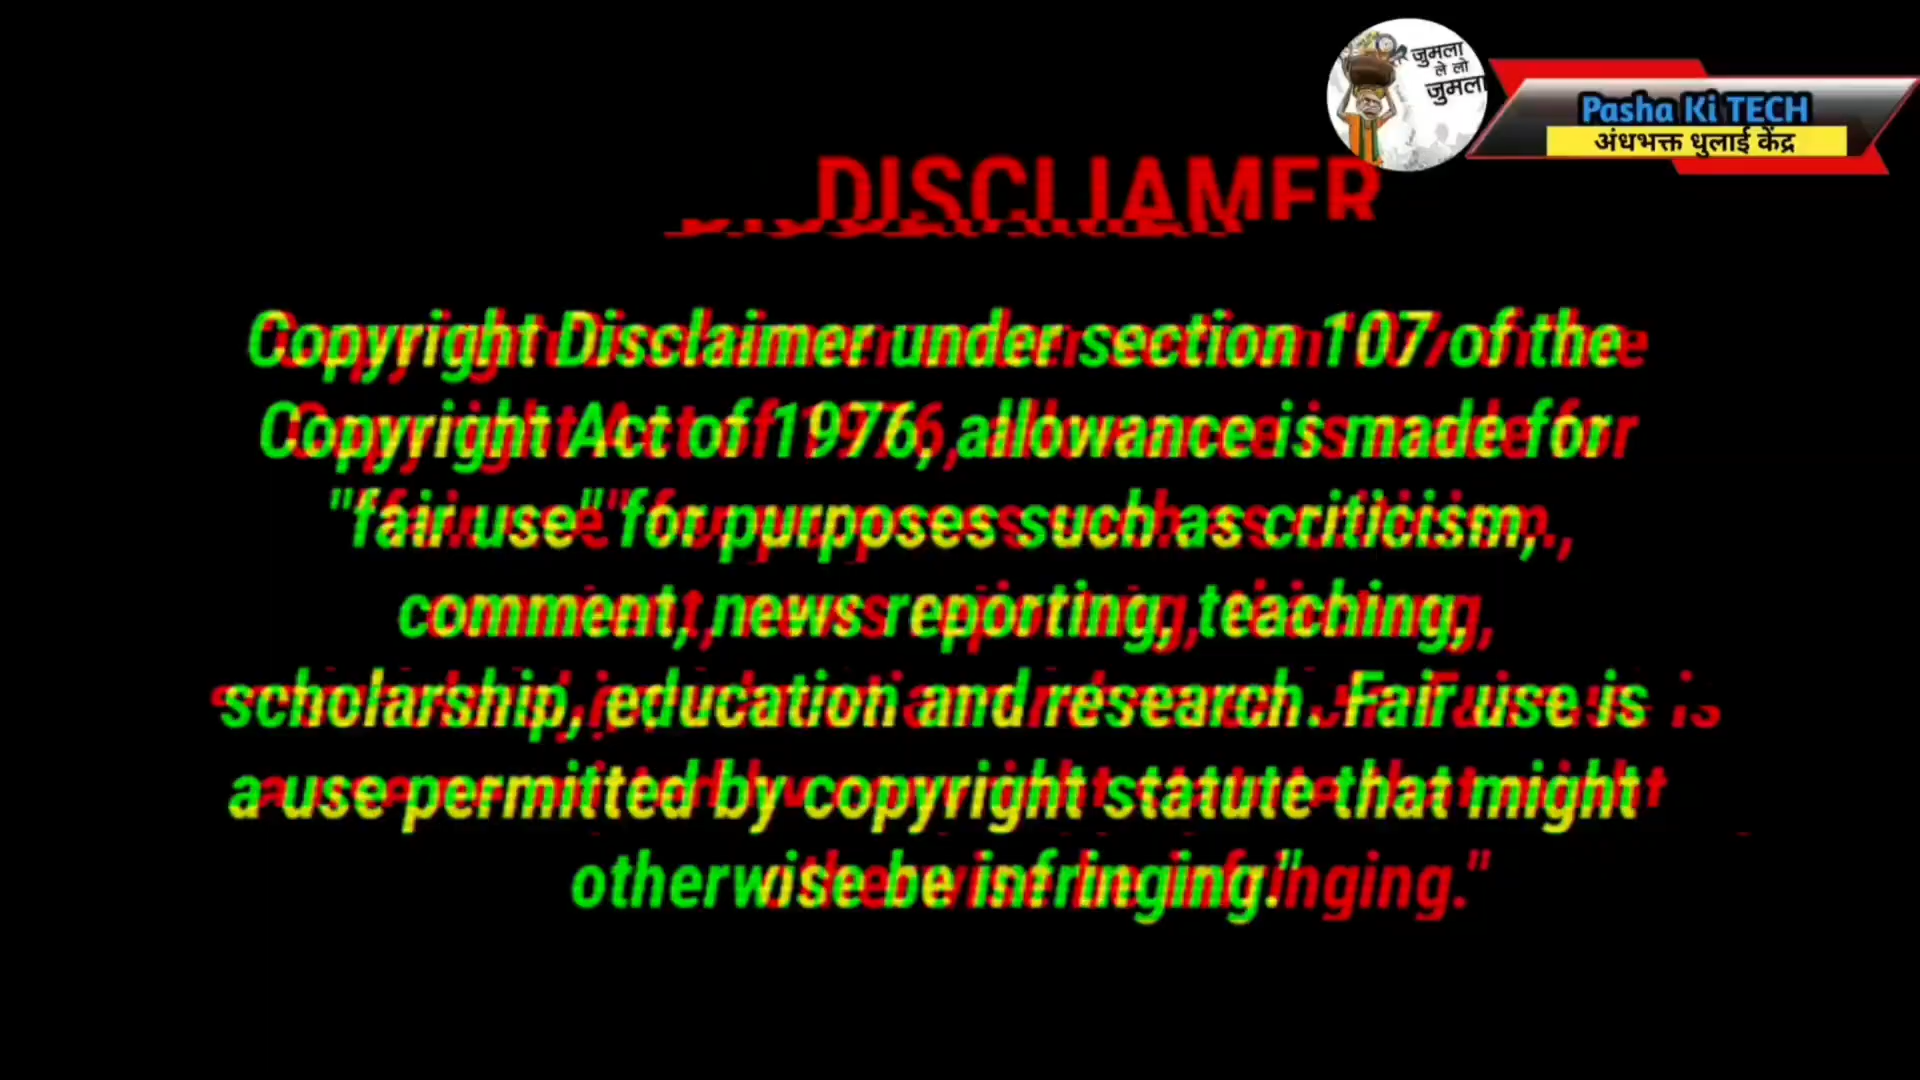 जुमला
ले लो
जुमला
Pasha Ki TECH
अंधभक्त धुलाई केंद्र
DISCLIAMER
Copyright Disclaimer under section 107 of the
Copyright Act of 1976, allowance is made for
"fair use" for purposes such as criticism,
comment, news reporting, teaching,
scholarship, education and research. Fair use is
a use permitted by copyright statute that might
otherwise be infringing."